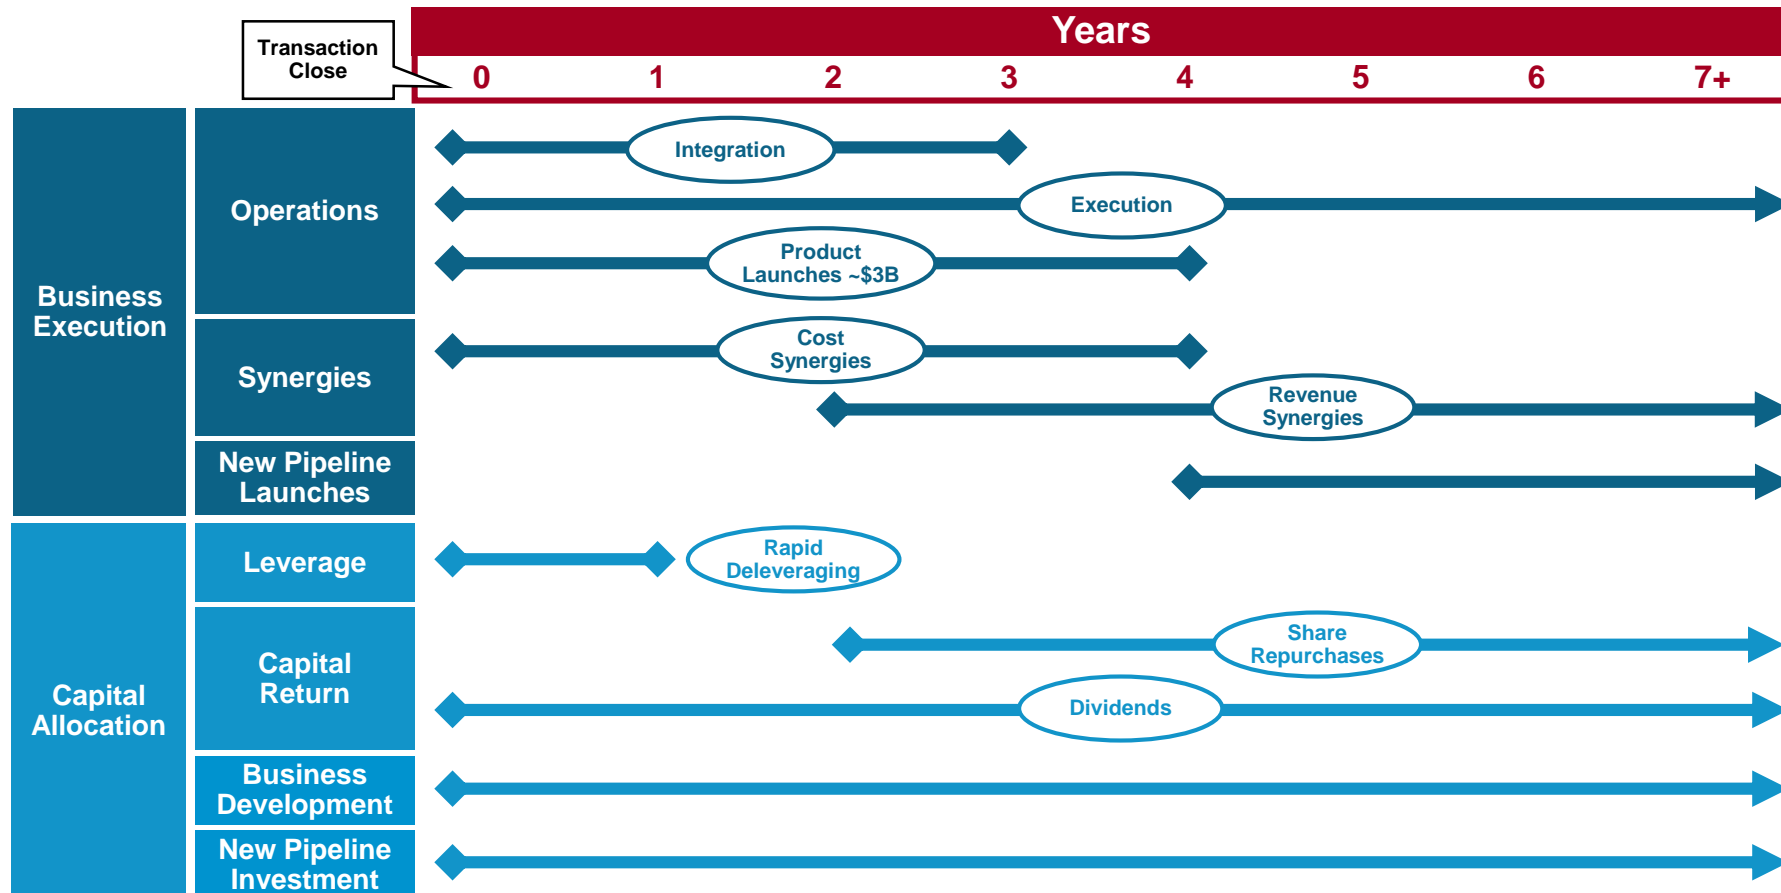 Years
Transaction
Close
0 1 2 3 4 5 6 7+
Business
Execution
Operations
Integration
Execution
Product
Launches ~$3B
Synergies
Cost
Synergies
Revenue
Synergies
New Pipeline
Launches
Capital
Allocation
Leverage
Rapid
Deleveraging
Capital
Return
Share
Repurchases
Dividends
Business
Development
New Pipeline
Investment